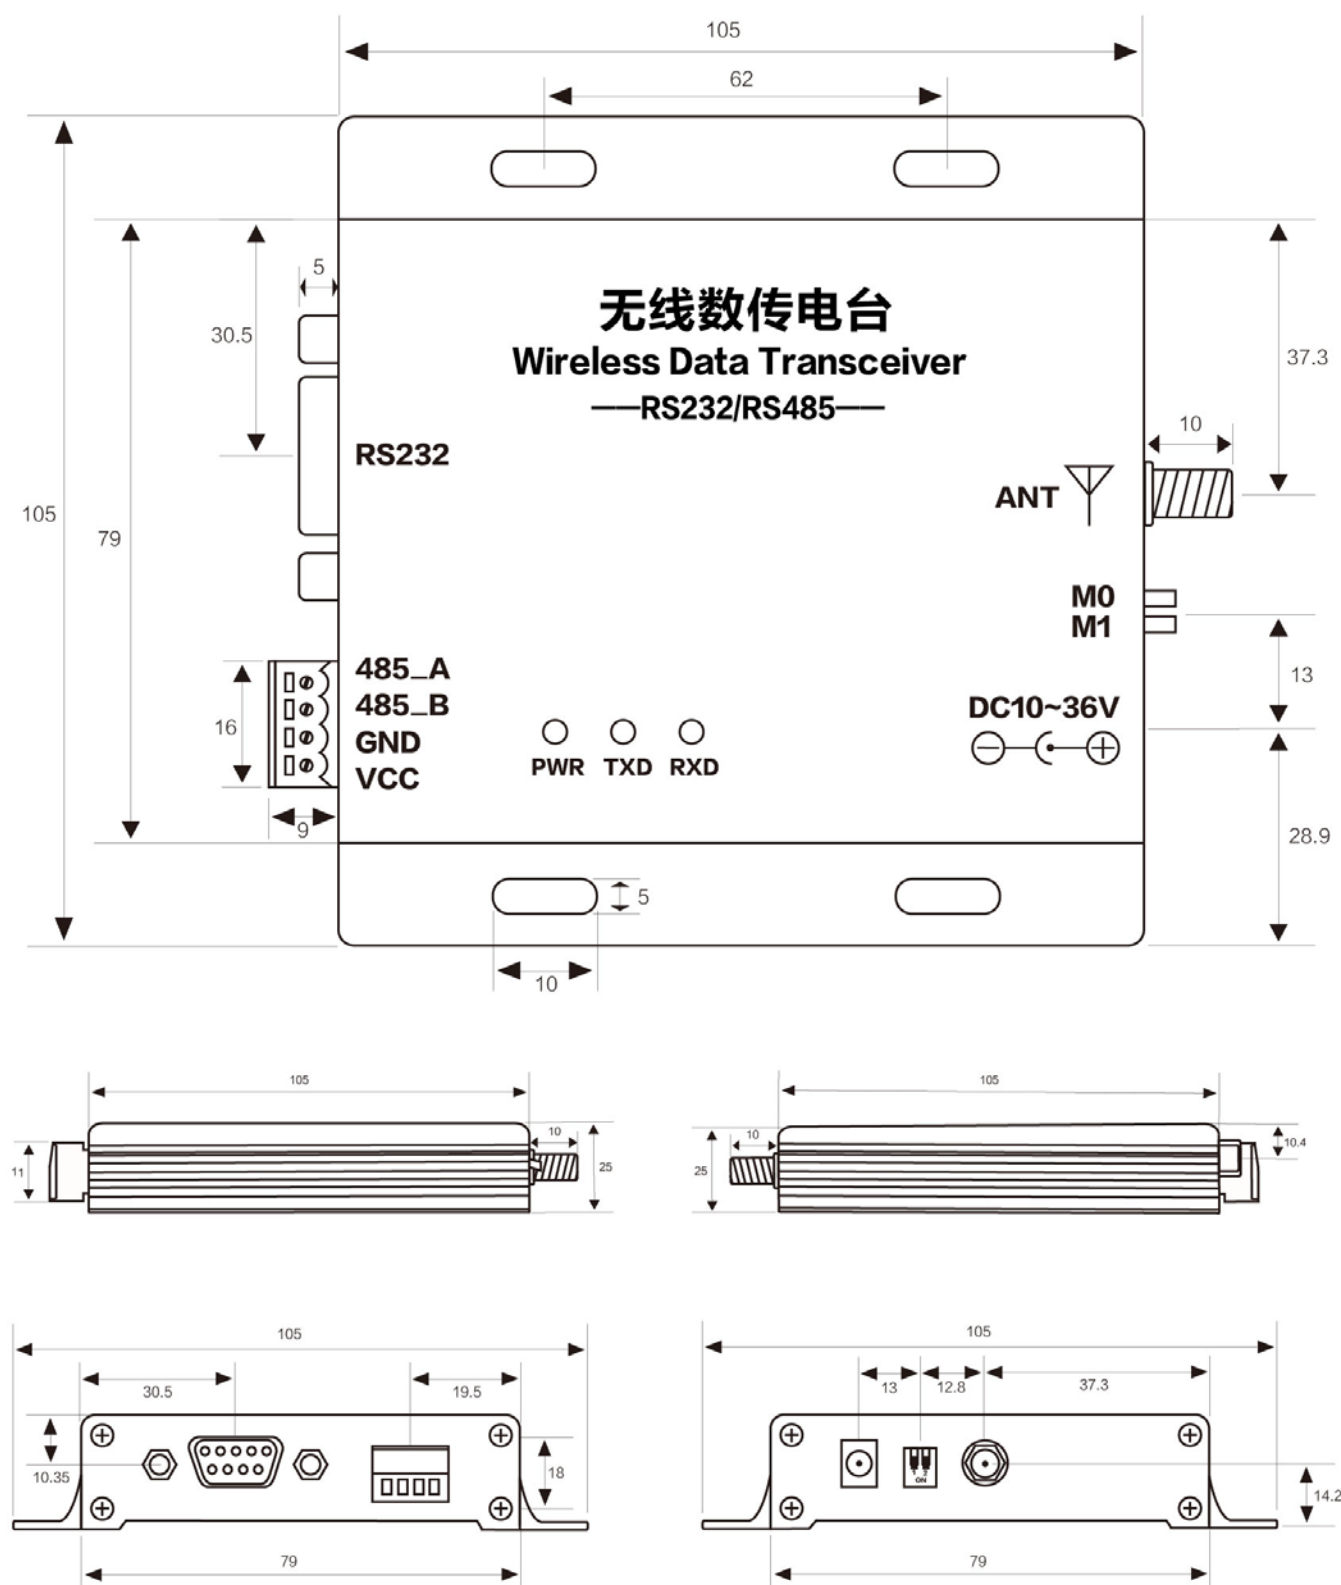 105
62
5
30.5
无线数传电台
Wireless Data Transceiver
——RS232/RS485——
37.3
10
RS232
ANT
105
79
M0
M1
485_A
485_B
GND
VCC
16
13
DC10~36V
PWR TXD RXD
9
28.9
5
10
105
10
11
25
105
10
25
10.4
105
30.5
19.5
10.35
18
79
105
13
12.8
37.3
1 2
ON
14.2
79